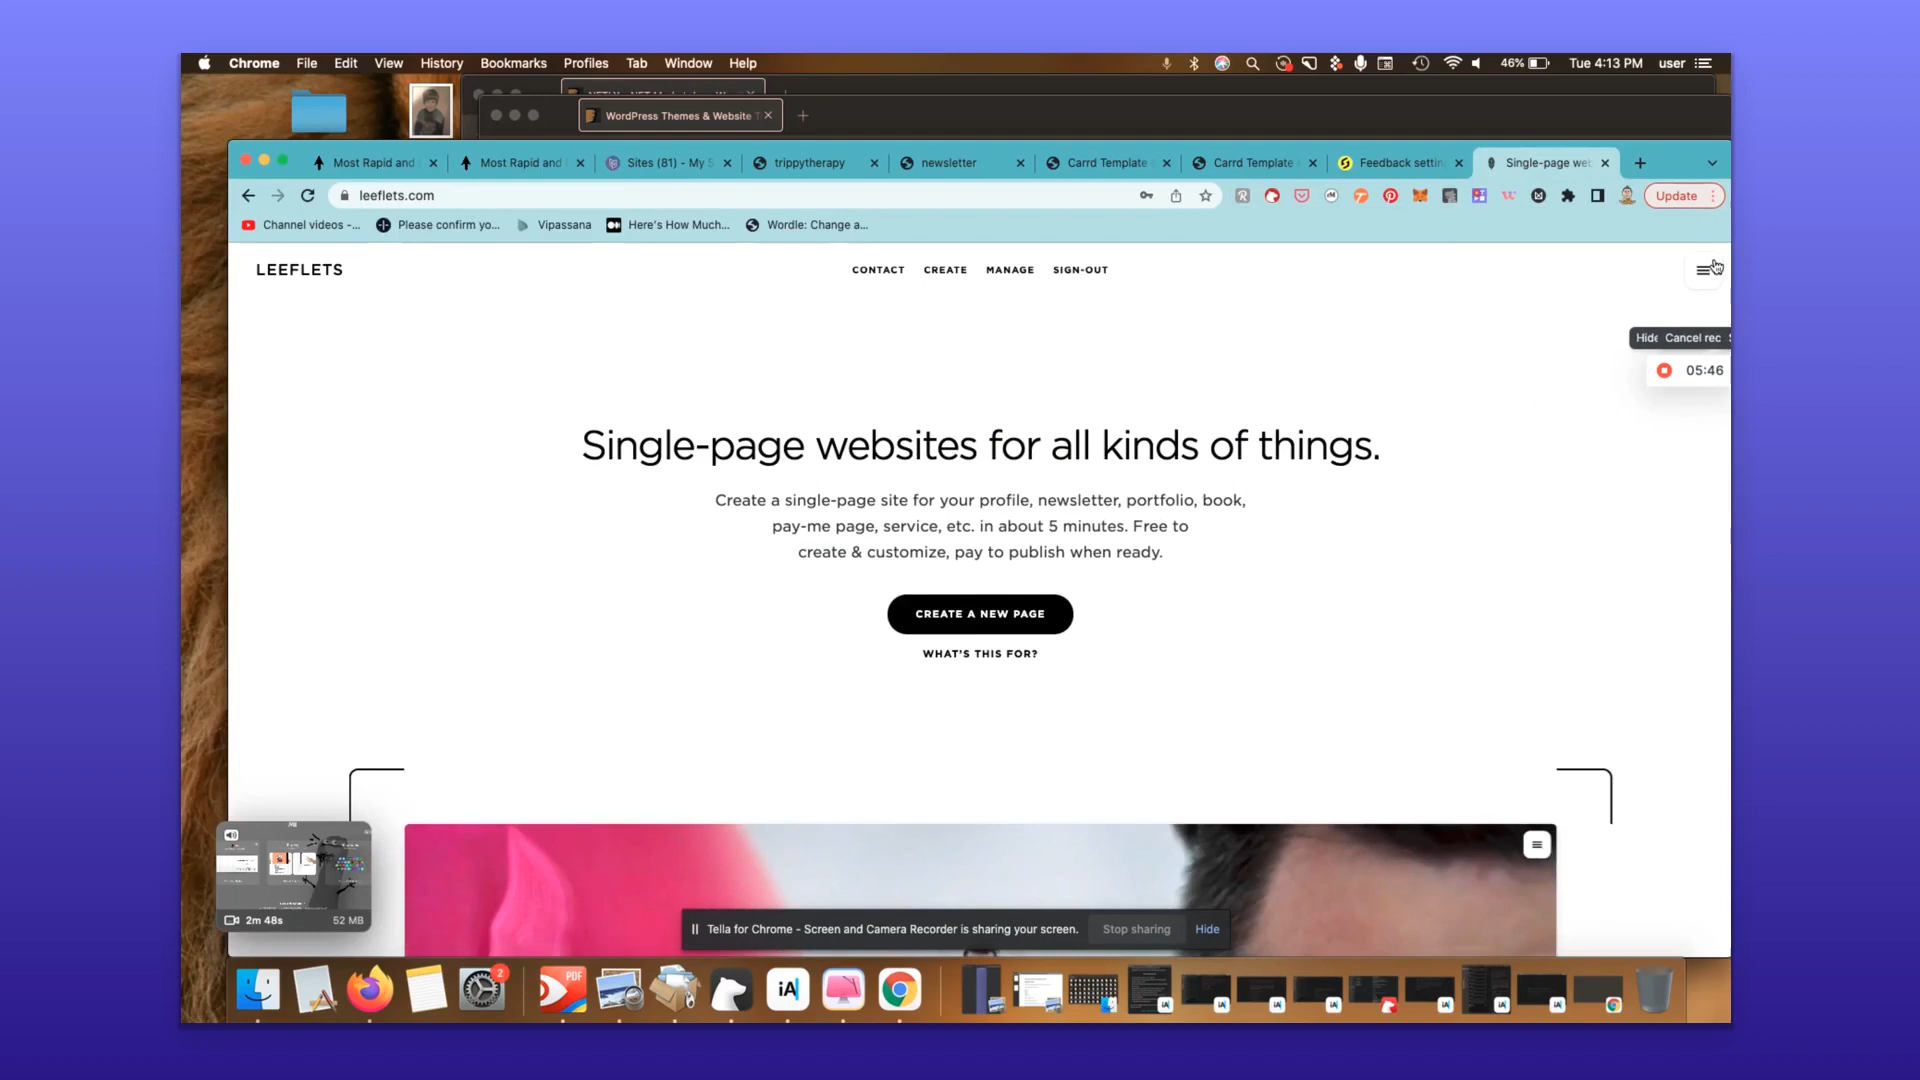 Chrome File Edit View History Bookmarks Profiles Tab Window Help 46% Tue 4:13 PM user
WordPress Themes & Website T
Most Rapid and Most Rapid and Sites (81) - My S trippytherapy newsletter Carrd Template Carrd Template Feedback settin Single-page web
leeflets.com Update
Channel videos -... Please confirm yo... Vipassana Here's How Much... Wordle: Change a...
LEEFLETS CONTACT CREATE MANAGE SIGN-OUT
Hide Cancel rec
05:46
Single-page websites for all kinds of things.
Create a single-page site for your profile, newsletter, portfolio, book,
pay-me page, service, etc. in about 5 minutes. Free to
create & customize, pay to publish when ready.
CREATE A NEW PAGE
WHAT'S THIS FOR?
2m 48s 52 MB
Tella for Chrome - Screen and Camera Recorder is sharing your screen. Stop sharing Hide
2
PDF
iA